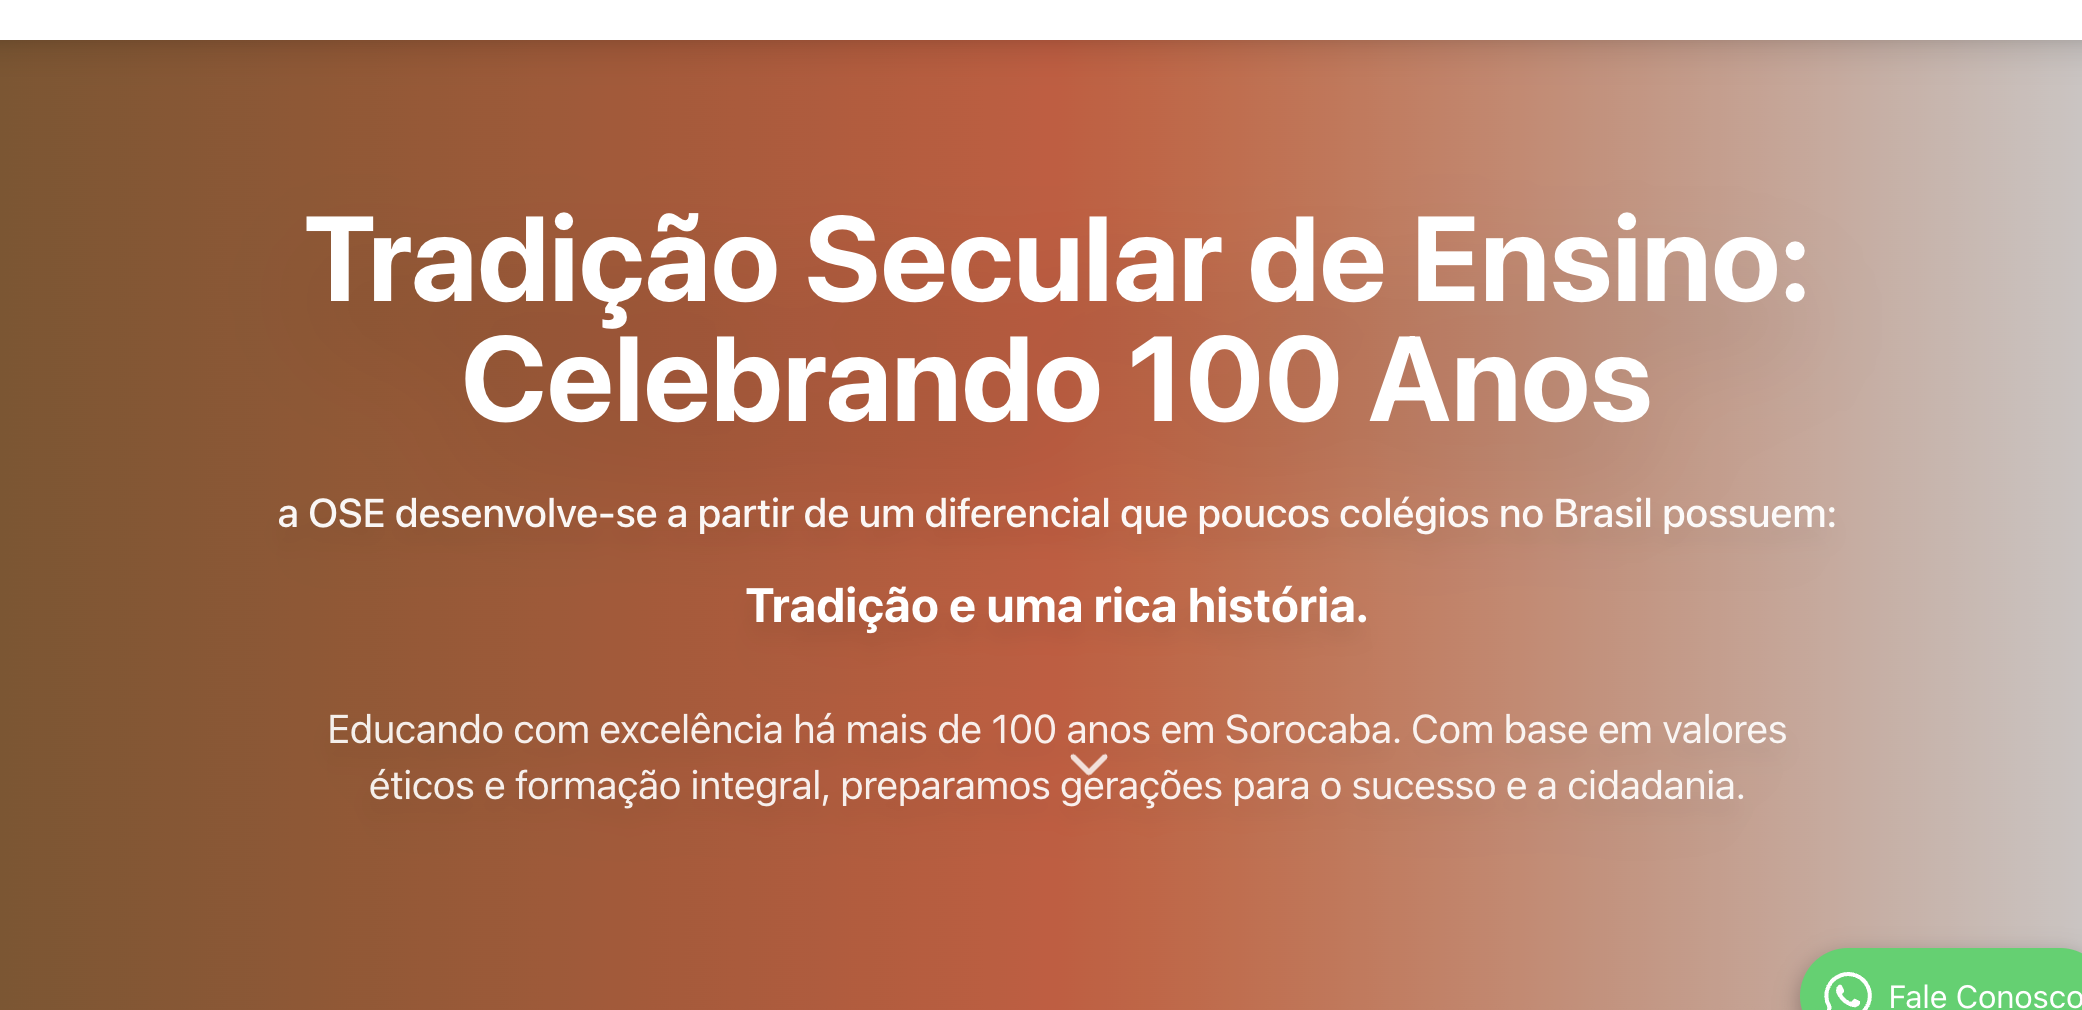 Tradição Secular de Ensino:
Celebrando 100 Anos
a OSE desenvolve-se a partir de um diferencial que poucos colégios no Brasil possuem:
Tradição e uma rica história.
Educando com excelência há mais de 100 anos em Sorocaba. Com base em valores
éticos e formação integral, preparamos gerações para o sucesso e a cidadania.
Fale Conosco